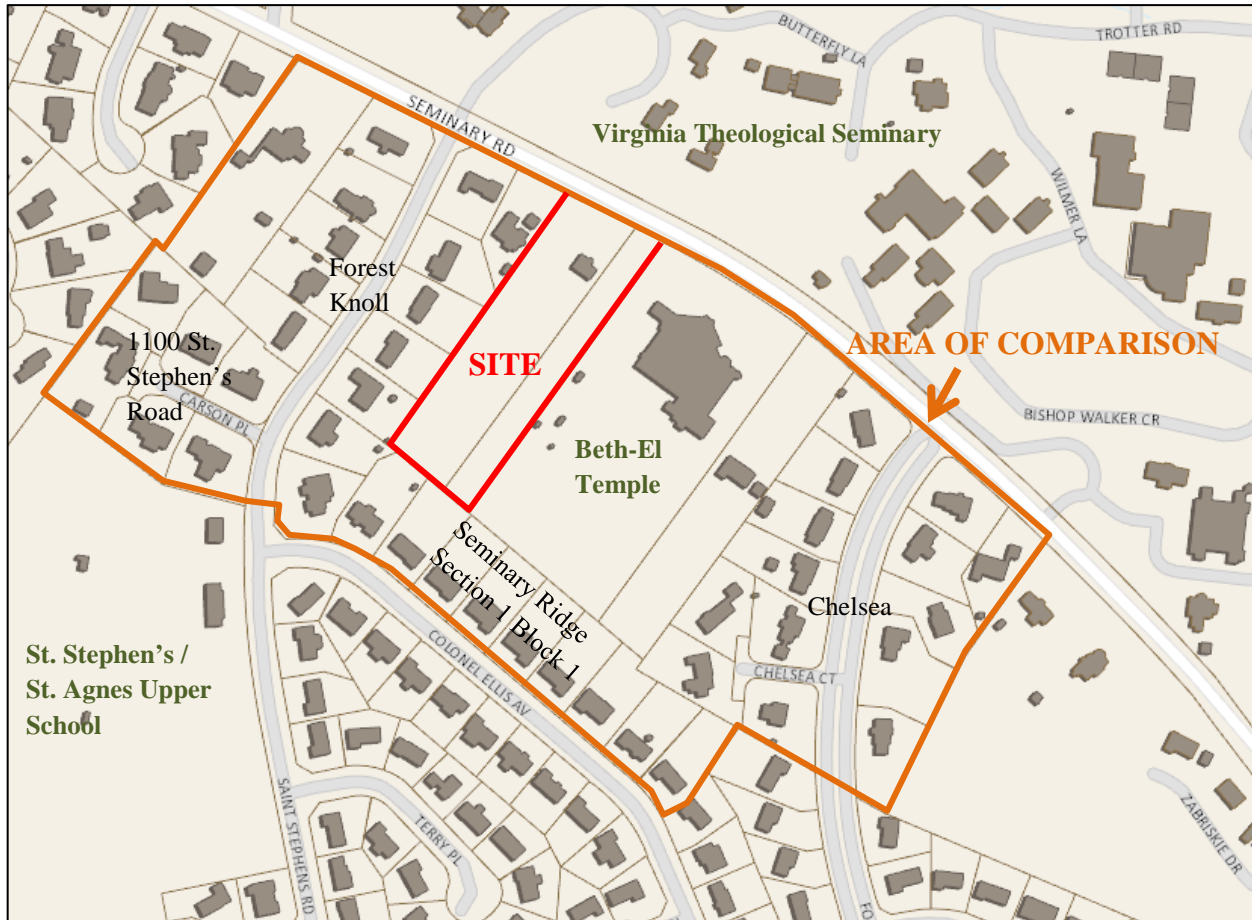 BUTTERFLY LA
TROTTER RD
SEMINARY RD
Virginia Theological Seminary
WILMER LA
Forest
Knoll
1100 St.
Stephen's
Road
CARSON PL
SITE
AREA OF COMPARISON
BISHOP WALKER CR
Beth-El
Temple
Seminary Ridge
Section 1 Block 1
Chelsea
CHELSEA CT
COLONEL ELLIS AV
St. Stephen's /
St. Agnes Upper
School
SAINT STEPHENS RD
TERRY PL
ZABRISKIE DR
FO